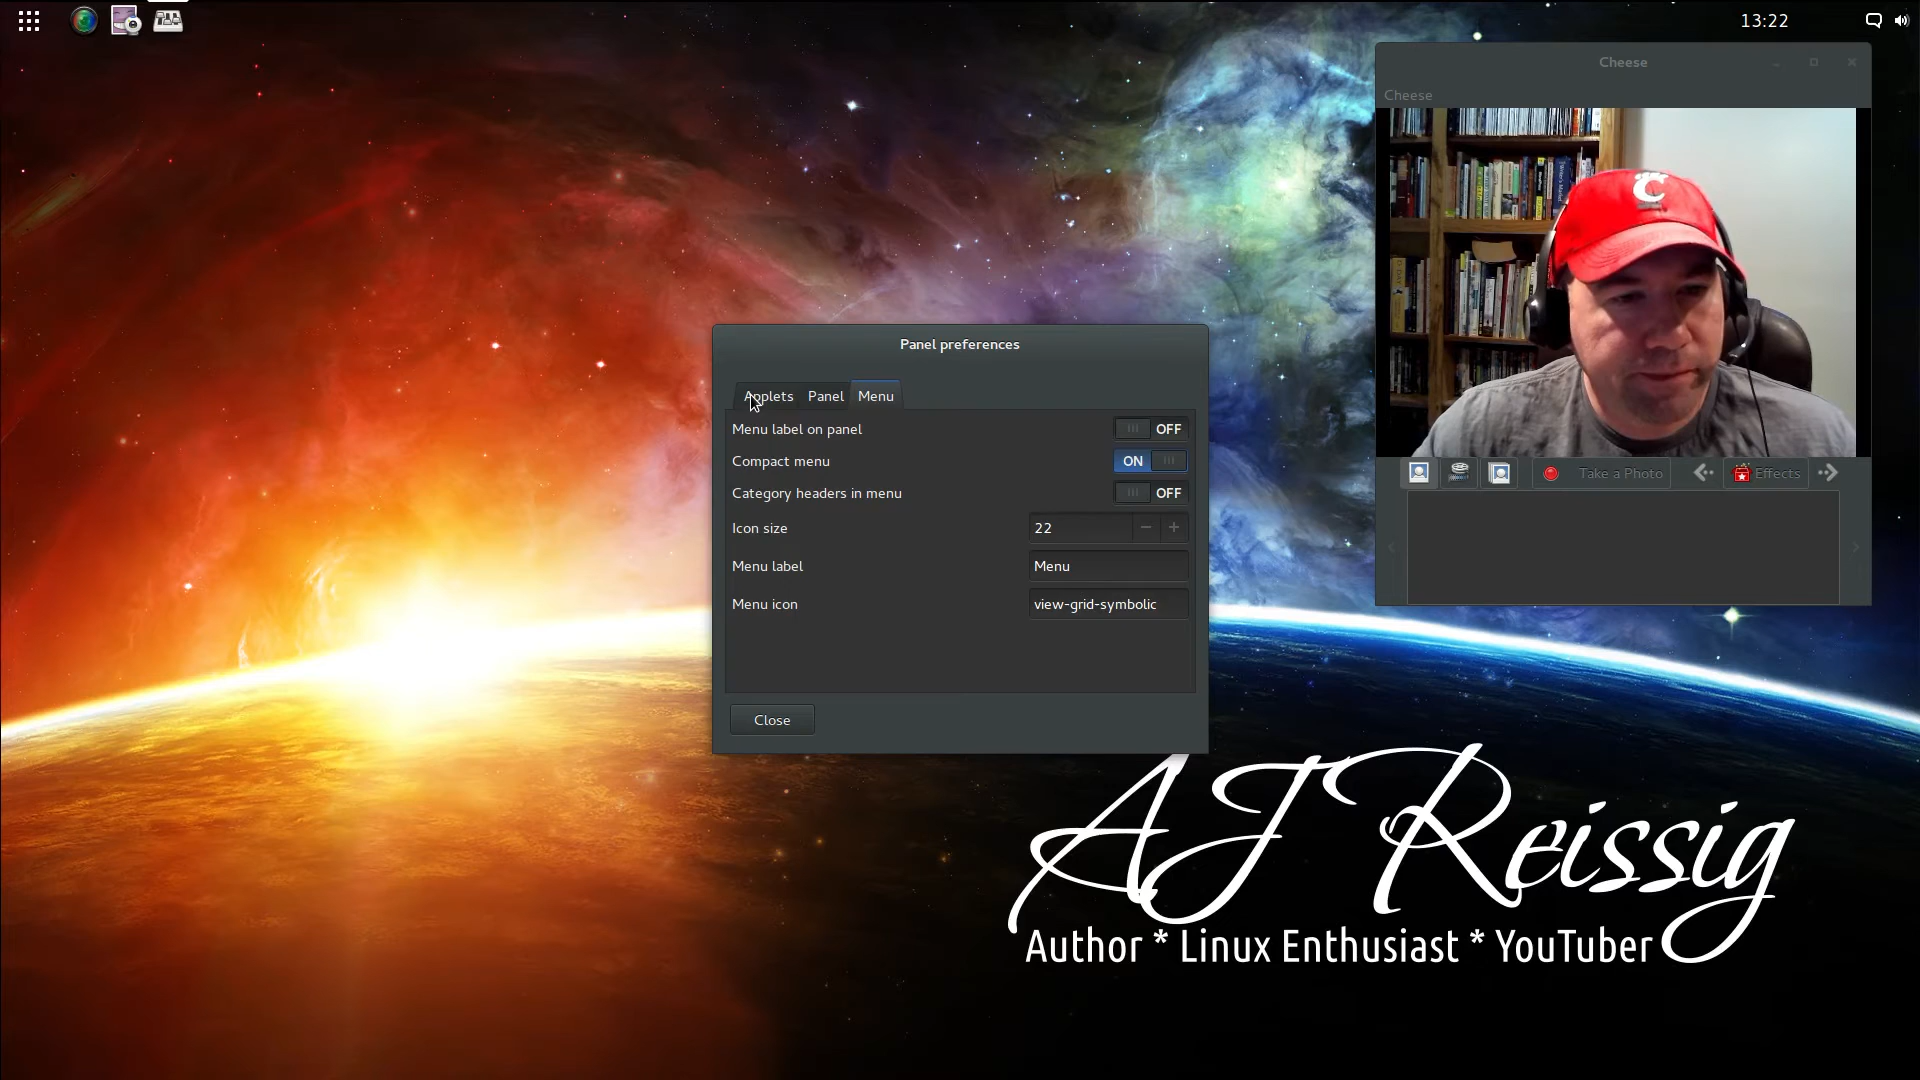 13:22
Cheese
Cheese
C
Panel preferences
Applets Panel Menu
Menu label on panel OFF
Compact menu ON
Category headers in menu OFF
Icon size 22
Menu label Menu
Menu icon view-grid-symbolic
Close
Take a Photo
Effects
AJ Reissig
Author * Linux Enthusiast * YouTuber